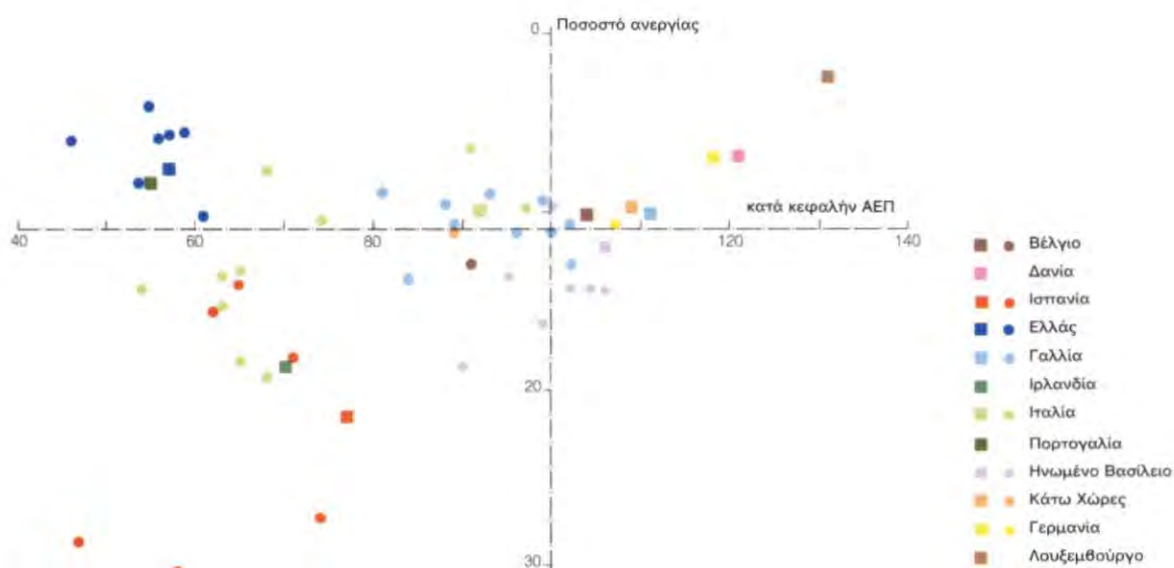 0
Ποσοστό ανεργίας
κατά κεφαλήν ΑΕΠ
40 60 80 120 140
20
30
Βέλγιο
Δανία
Ισπανία
Ελλάς
Γαλλία
Ιρλανδία
Ιταλία
Πορτογαλία
Ηνωμένο Βασίλειο
Κάτω Χώρες
Γερμανία
Λουξεμβούργο